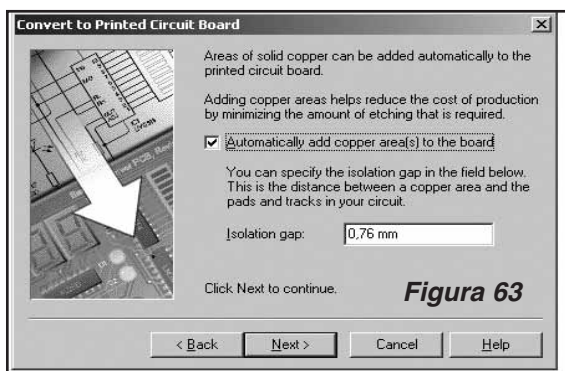 Convert to Printed Circuit Board
Areas of solid copper can be added automatically to the
printed circuit board.
Adding copper areas helps reduce the cost of production
by minimizing the amount of etching that is required.
Automatically add copper area(s) to the board
You can specify the isolation gap in the field below.
This is the distance between a copper area and the
pads and tracks in your circuit.
Isolation gap:
0,76 mm
Click Next to continue.
Figura 63
< Back
Next >
Cancel
Help